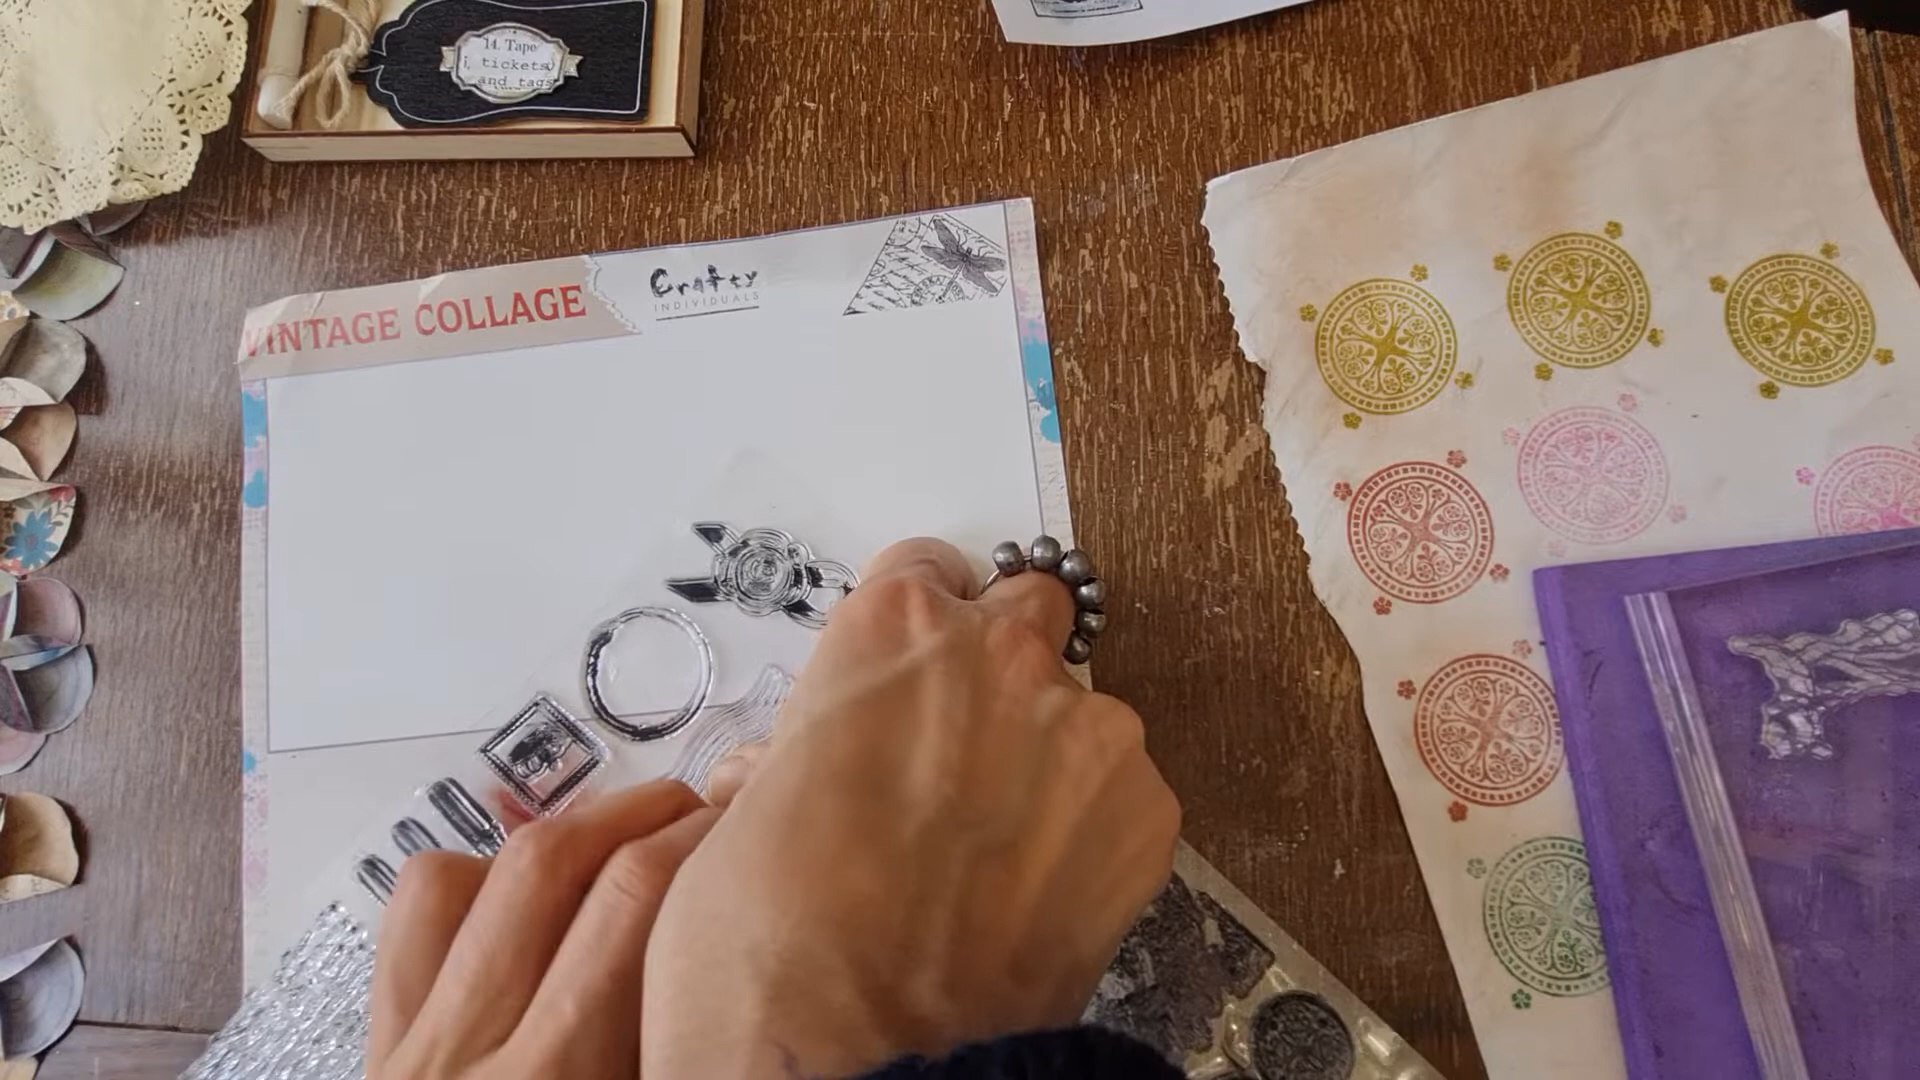 14. Tape
tickets
and tags
VINTAGE COLLAGE
Crafty
INDIVIDUALS